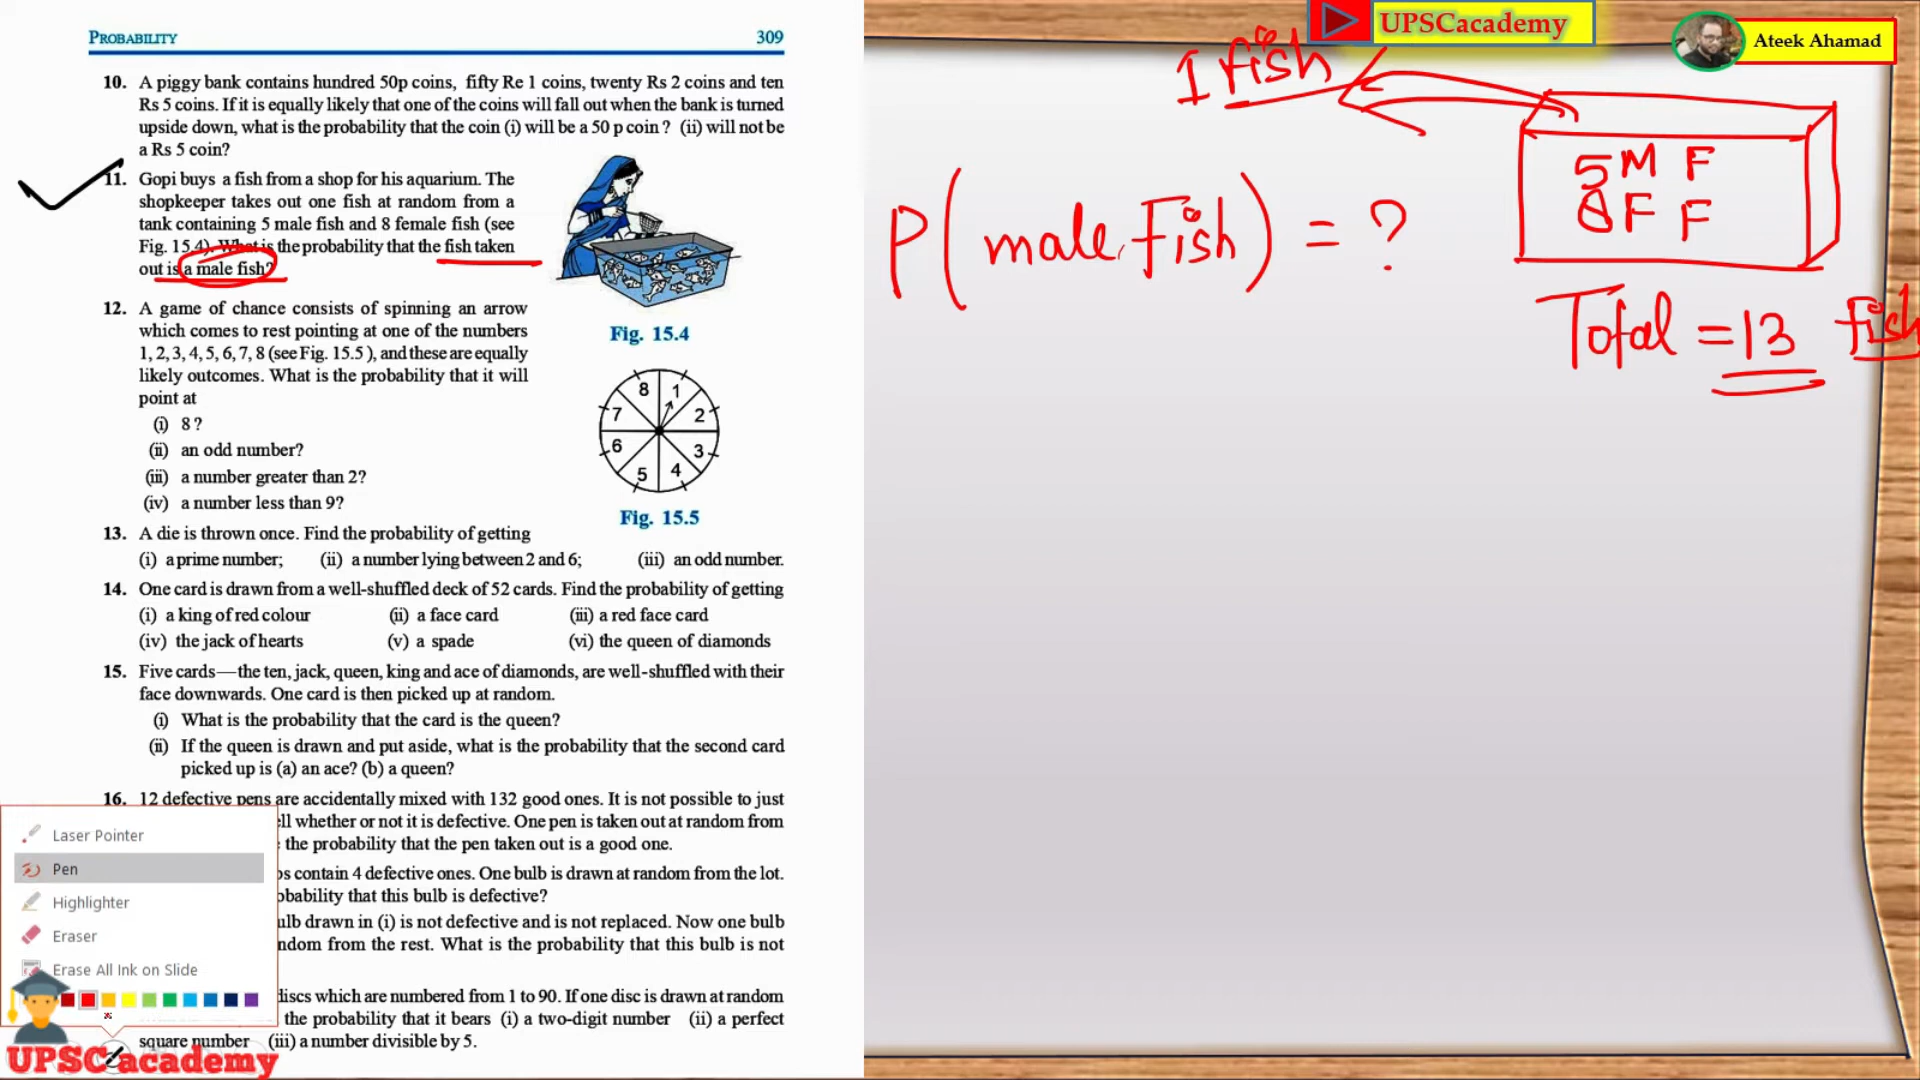 PROBABILITY 309
10. A piggy bank contains hundred 50p coins, fifty Re 1 coins, twenty Rs 2 coins and ten
Rs 5 coins. If it is equally likely that one of the coins will fall out when the bank is turned
upside down, what is the probability that the coin (i) will be a 50 p coin ? (ii) will not be
a Rs 5 coin?
11. Gopi buys a fish from a shop for his aquarium. The
shopkeeper takes out one fish at random from a
tank containing 5 male fish and 8 female fish (see
Fig. 15.4). What is the probability that the fish taken
out is a male fish?
Fig. 15.4
12. A game of chance consists of spinning an arrow
which comes to rest pointing at one of the numbers
1, 2, 3, 4, 5, 6, 7, 8 (see Fig. 15.5 ), and these are equally
likely outcomes. What is the probability that it will
point at
(i) 8 ?
(ii) an odd number?
(iii) a number greater than 2?
(iv) a number less than 9?
8 1
7 2
6 3
5 4
Fig. 15.5
13. A die is thrown once. Find the probability of getting
(i) a prime number; (ii) a number lying between 2 and 6; (iii) an odd number.
14. One card is drawn from a well-shuffled deck of 52 cards. Find the probability of getting
(i) a king of red colour (ii) a face card (iii) a red face card
(iv) the jack of hearts (v) a spade (vi) the queen of diamonds
15. Five cards—the ten, jack, queen, king and ace of diamonds, are well-shuffled with their
face downwards. One card is then picked up at random.
(i) What is the probability that the card is the queen?
(ii) If the queen is drawn and put aside, what is the probability that the second card
picked up is (a) an ace? (b) a queen?
16. 12 defective pens are accidentally mixed with 132 good ones. It is not possible to just
whether or not it is defective. One pen is taken out at random from
the probability that the pen taken out is a good one.
contain 4 defective ones. One bulb is drawn at random from the lot.
that this bulb is defective?
drawn in (i) is not defective and is not replaced. Now one bulb
from the rest. What is the probability that this bulb is not
discs which are numbered from 1 to 90. If one disc is drawn at random
the probability that it bears (i) a two-digit number (ii) a perfect
square number (iii) a number divisible by 5.
Laser Pointer
Pen
Highlighter
Eraser
Erase All Ink on Slide
UPSC academy
UPSCacademy
Ateek Ahamad
1 fish
5 M F
8 F F
P(male Fish) = ?
Total = 13 fish